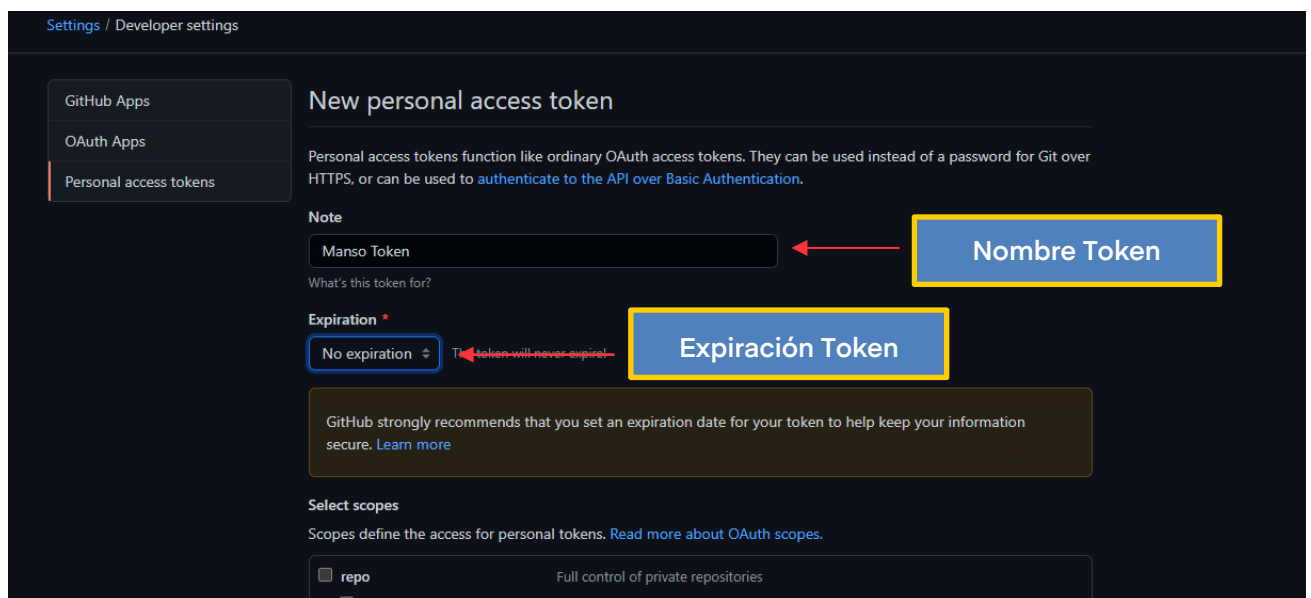 Settings / Developer settings
GitHub Apps
OAuth Apps
Personal access tokens
New personal access token
Personal access tokens function like ordinary OAuth access tokens. They can be used instead of a password for Git over
HTTPS, or can be used to authenticate to the API over Basic Authentication.
Note
Manso Token
Nombre Token
What's this token for?
Expiration *
No expiration
The token will never expire!
Expiración Token
GitHub strongly recommends that you set an expiration date for your token to help keep your information
secure. Learn more
Select scopes
Scopes define the access for personal tokens. Read more about OAuth scopes.
repo
Full control of private repositories